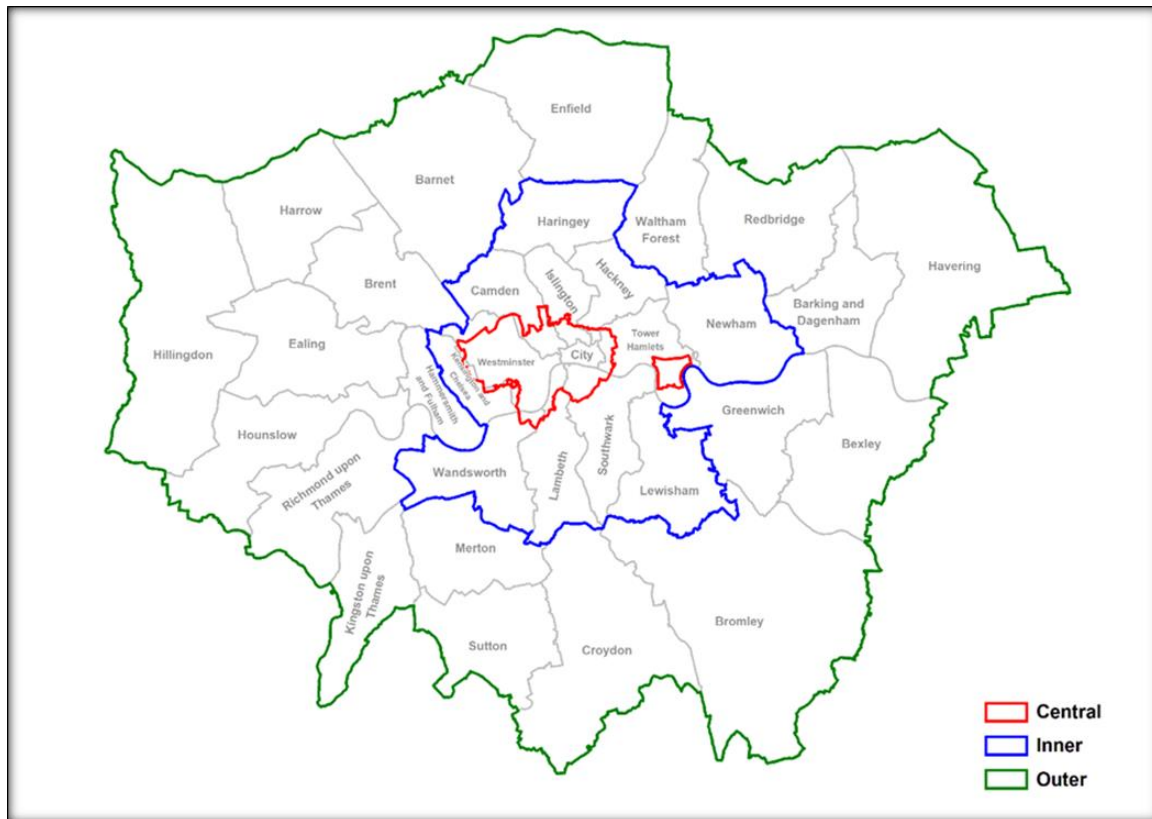 Enfield
Barnet
Harrow
Haringey
Waltham
Forest
Redbridge
Havering
Brent
Camden
Islington
Hackney
Barking and
Dagenham
Hillingdon
Ealing
Newham
Tower
Hamlets
Westminster
City
Kensington and
Chelsea
Hammersmith
and Fulham
Greenwich
Hounslow
Bexley
Richmond upon
Thames
Wandsworth
Lambeth
Southwark
Lewisham
Merton
Kingston upon
Thames
Sutton
Croydon
Bromley
Central
Inner
Outer